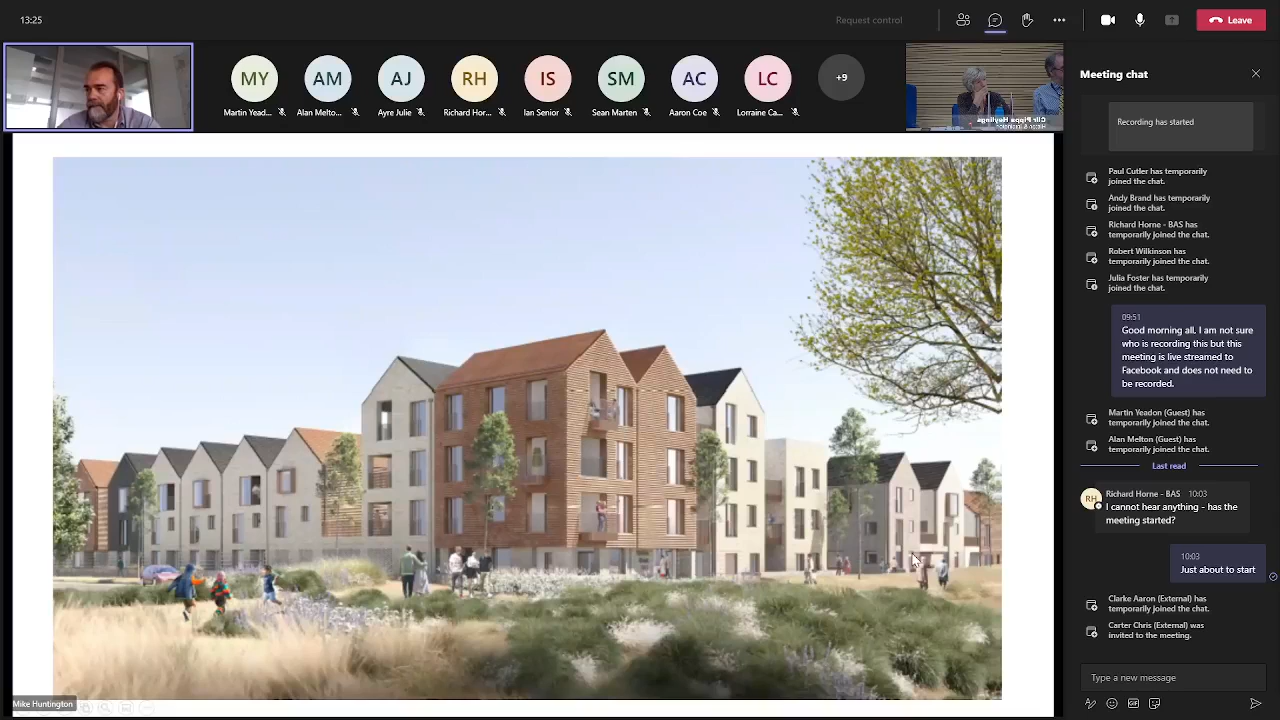 13:25
Request control
Leave
MY
AM
AJ
RH
IS
SM
AC
LC
+9
Martin Ye...
Ayre Julie
Richard Hor...
Ian Senior
Sean Marten
Aaron Coe
Lorraine Ca...
Meeting chat
Recording has started
Paul Cutler has temporarily
joined the chat.
Andy Brand has temporarily
joined the chat.
Richard Horne - BAS has
temporarily joined the chat.
Robert Wilkinson has
temporarily joined the chat.
Julia Foster has temporarily
joined the chat.
09:51
Good morning all. I am not sure
who is recording this but this
meeting is live streamed to
Facebook and does not need to
be recorded.
Martin Yeadon (Guest) has
temporarily joined the chat.
Alan Melton (Guest) has
temporarily joined the chat.
Last read
RH
Richard Horne - BAS 10:03
I cannot hear anything - has the
meeting started?
10:03
Just about to start
Clarke Aaron (External) has
temporarily joined the chat.
Carter Chris (External) was
invited to the meeting.
Type a new message
Mike Huntington